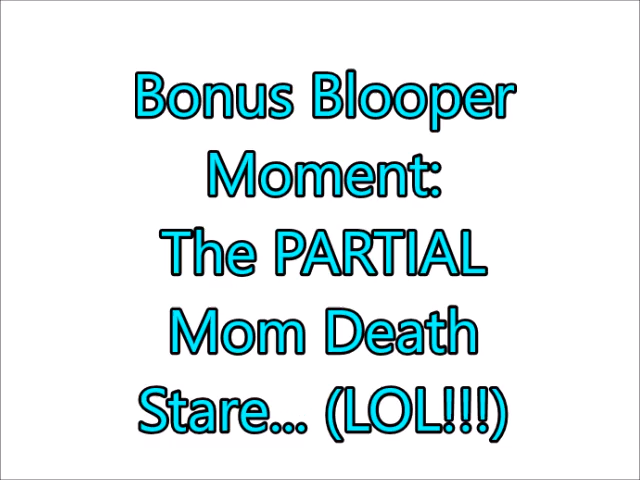 Bonus Blooper
Moment:
The PARTIAL
Mom Death
Stare... (LOL!!!)